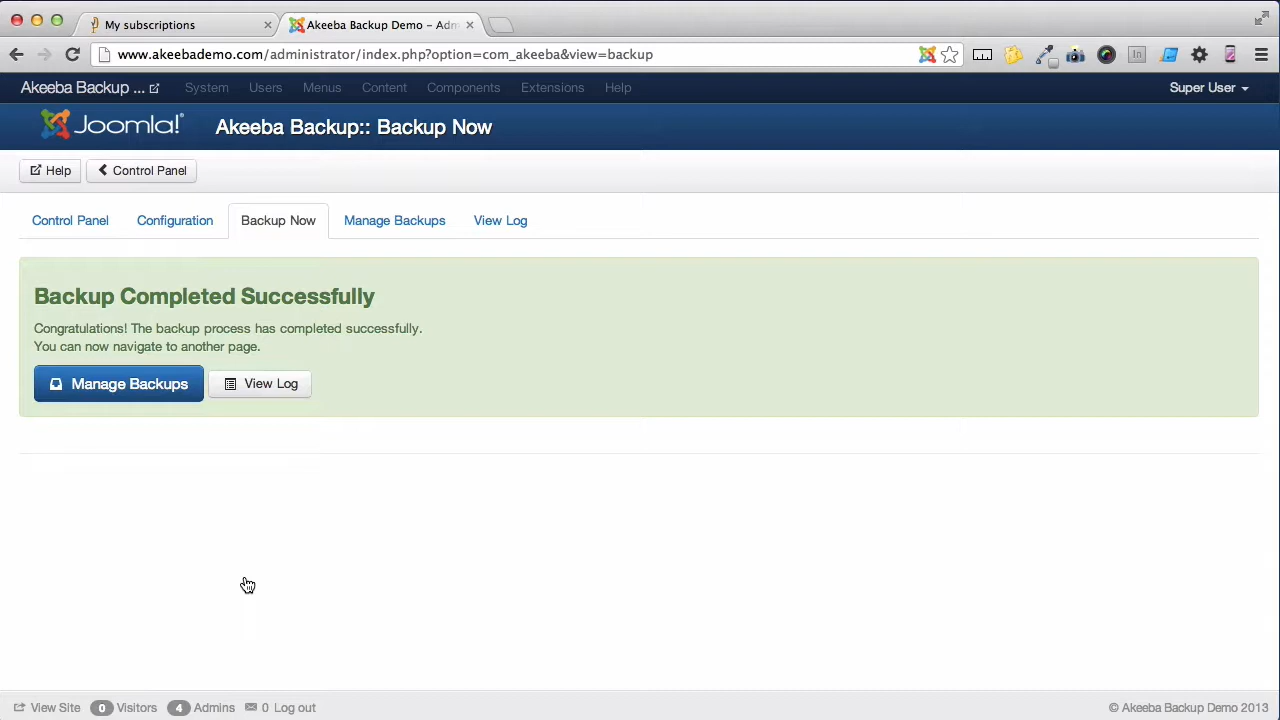 My subscriptions
Akeeba Backup Demo – Adm
www.akeebademo.com/administrator/index.php?option=com_akeeba&view=backup
Akeeba Backup ... System Users Menus Content Components Extensions Help Super User
Joomla! Akeeba Backup:: Backup Now
Help Control Panel
Control Panel Configuration Backup Now Manage Backups View Log
Backup Completed Successfully
Congratulations! The backup process has completed successfully.
You can now navigate to another page.
Manage Backups View Log
View Site 0 Visitors 4 Admins 0 Log out © Akeeba Backup Demo 2013